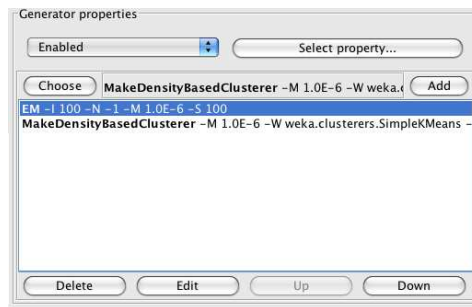 Generator properties
Enabled Select property...
Choose MakeDensityBasedClusterer -M 1.0E-6 -W weka. Add
EM -I 100 -N -1 -M 1.0E-6 -S 100
MakeDensityBasedClusterer -M 1.0E-6 -W weka.clusterers.SimpleKMeans -
Delete Edit Up Down